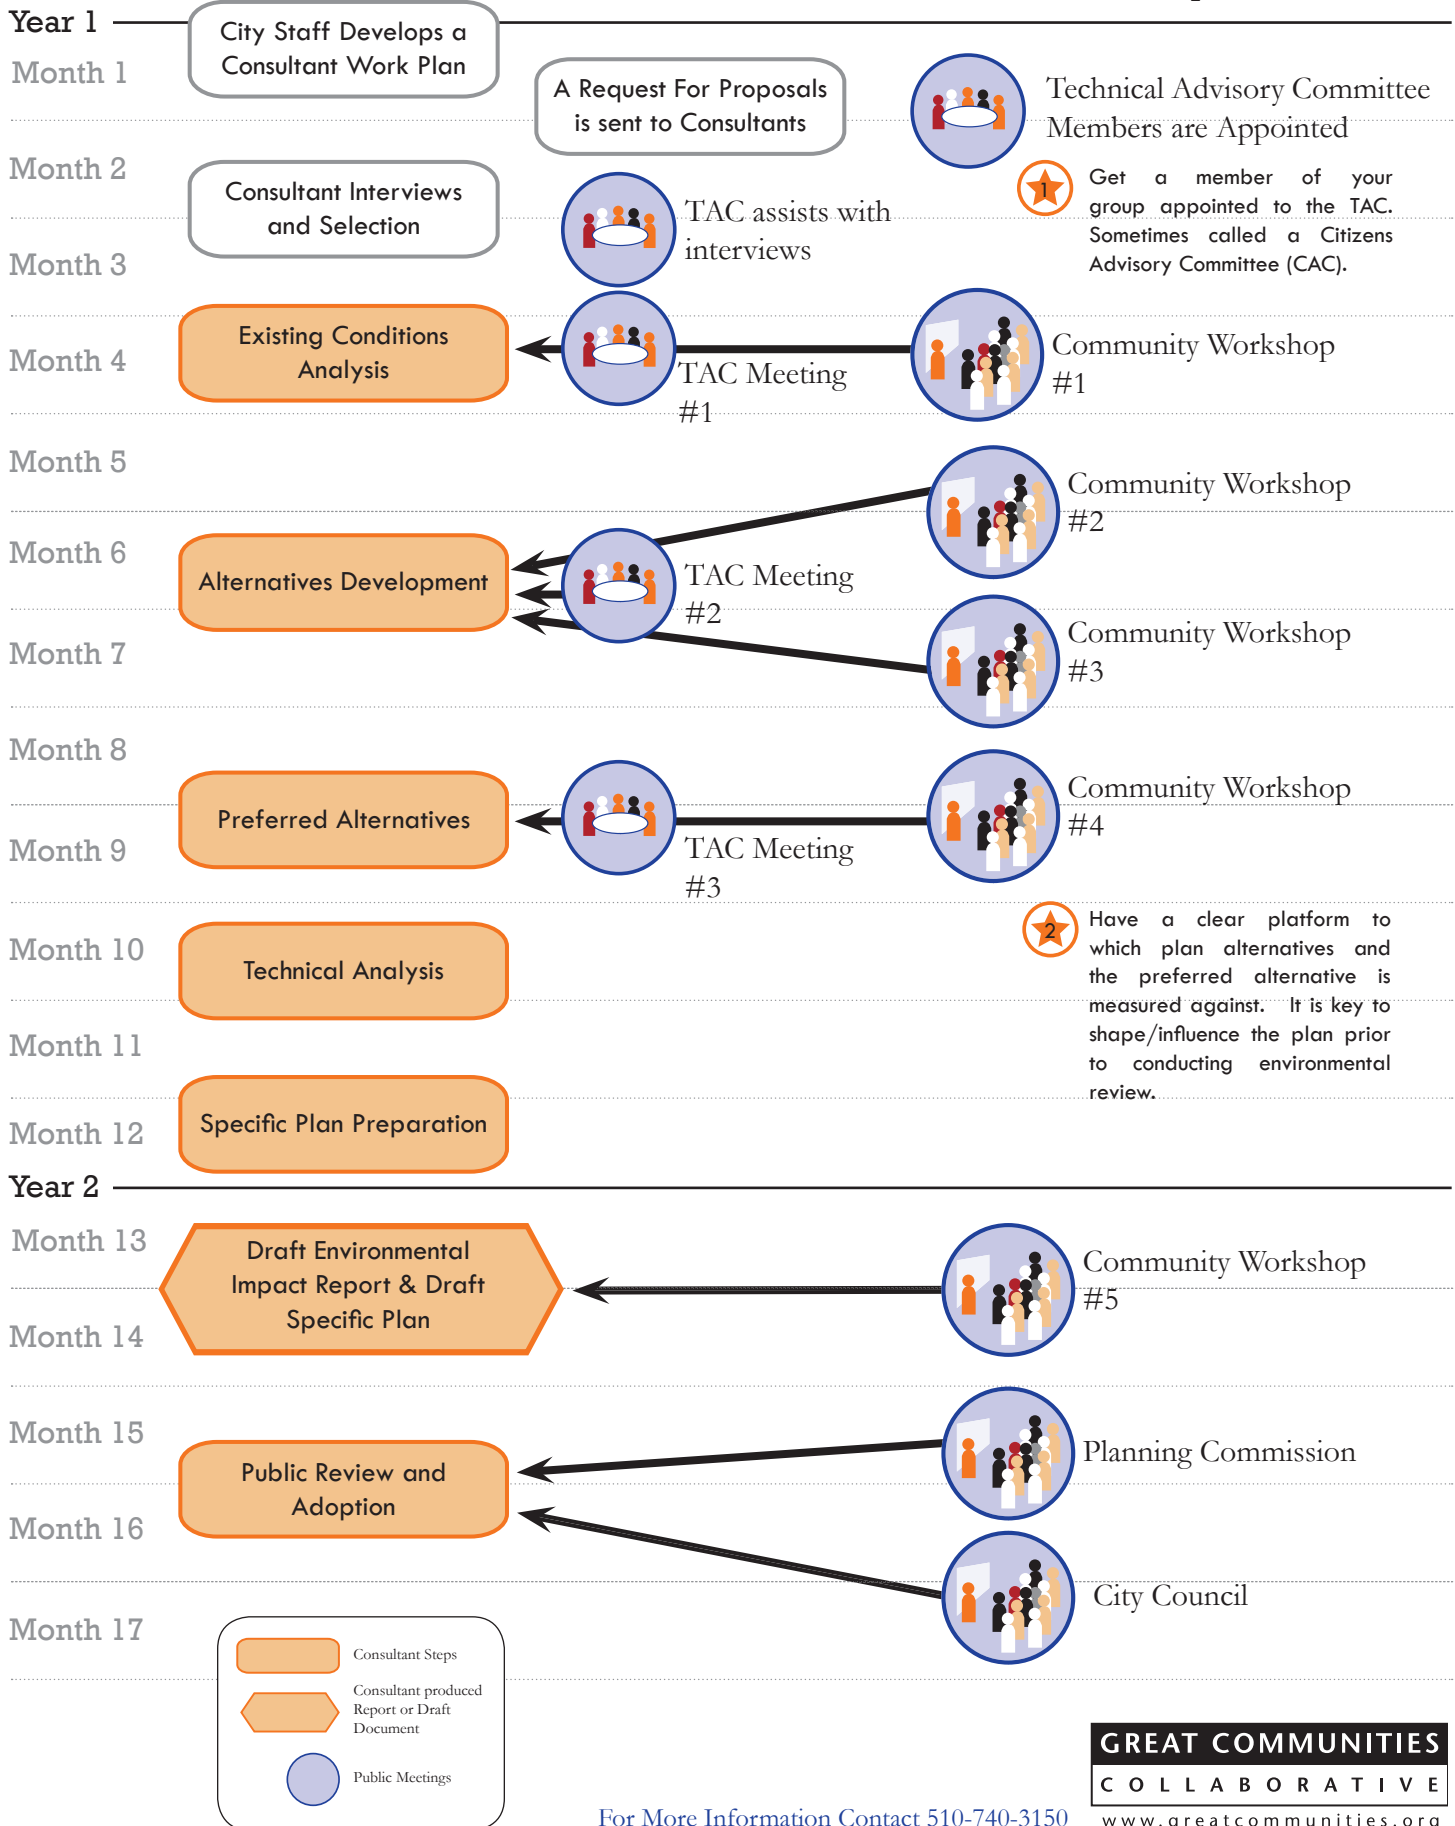 Year 1
City Staff Develops a
Consultant Work Plan
Month 1
A Request For Proposals
is sent to Consultants
Technical Advisory Committee
Members are Appointed
Month 2
Consultant Interviews
and Selection
TAC assists with
interviews
1
Get a member of your
group appointed to the TAC.
Sometimes called a Citizens
Advisory Committee (CAC).
Month 3
Existing Conditions
Analysis
Month 4
TAC Meeting
#1
Community Workshop
#1
Month 5
Community Workshop
#2
Month 6
Alternatives Development
TAC Meeting
#2
Month 7
Community Workshop
#3
Month 8
Preferred Alternatives
Community Workshop
#4
Month 9
TAC Meeting
#3
2
Have a clear platform to
which plan alternatives and
the preferred alternative is
measured against. It is key to
shape/influence the plan prior
to conducting environmental
review.
Month 10
Technical Analysis
Month 11
Month 12
Specific Plan Preparation
Year 2
Month 13
Draft Environmental
Impact Report & Draft
Specific Plan
Community Workshop
#5
Month 14
Month 15
Public Review and
Adoption
Planning Commission
Month 16
City Council
Month 17
Consultant Steps
Consultant produced
Report or Draft
Document
Public Meetings
For More Information Contact 510-740-3150
GREAT COMMUNITIES
COLLABORATIVE
www.greatcommunities.org